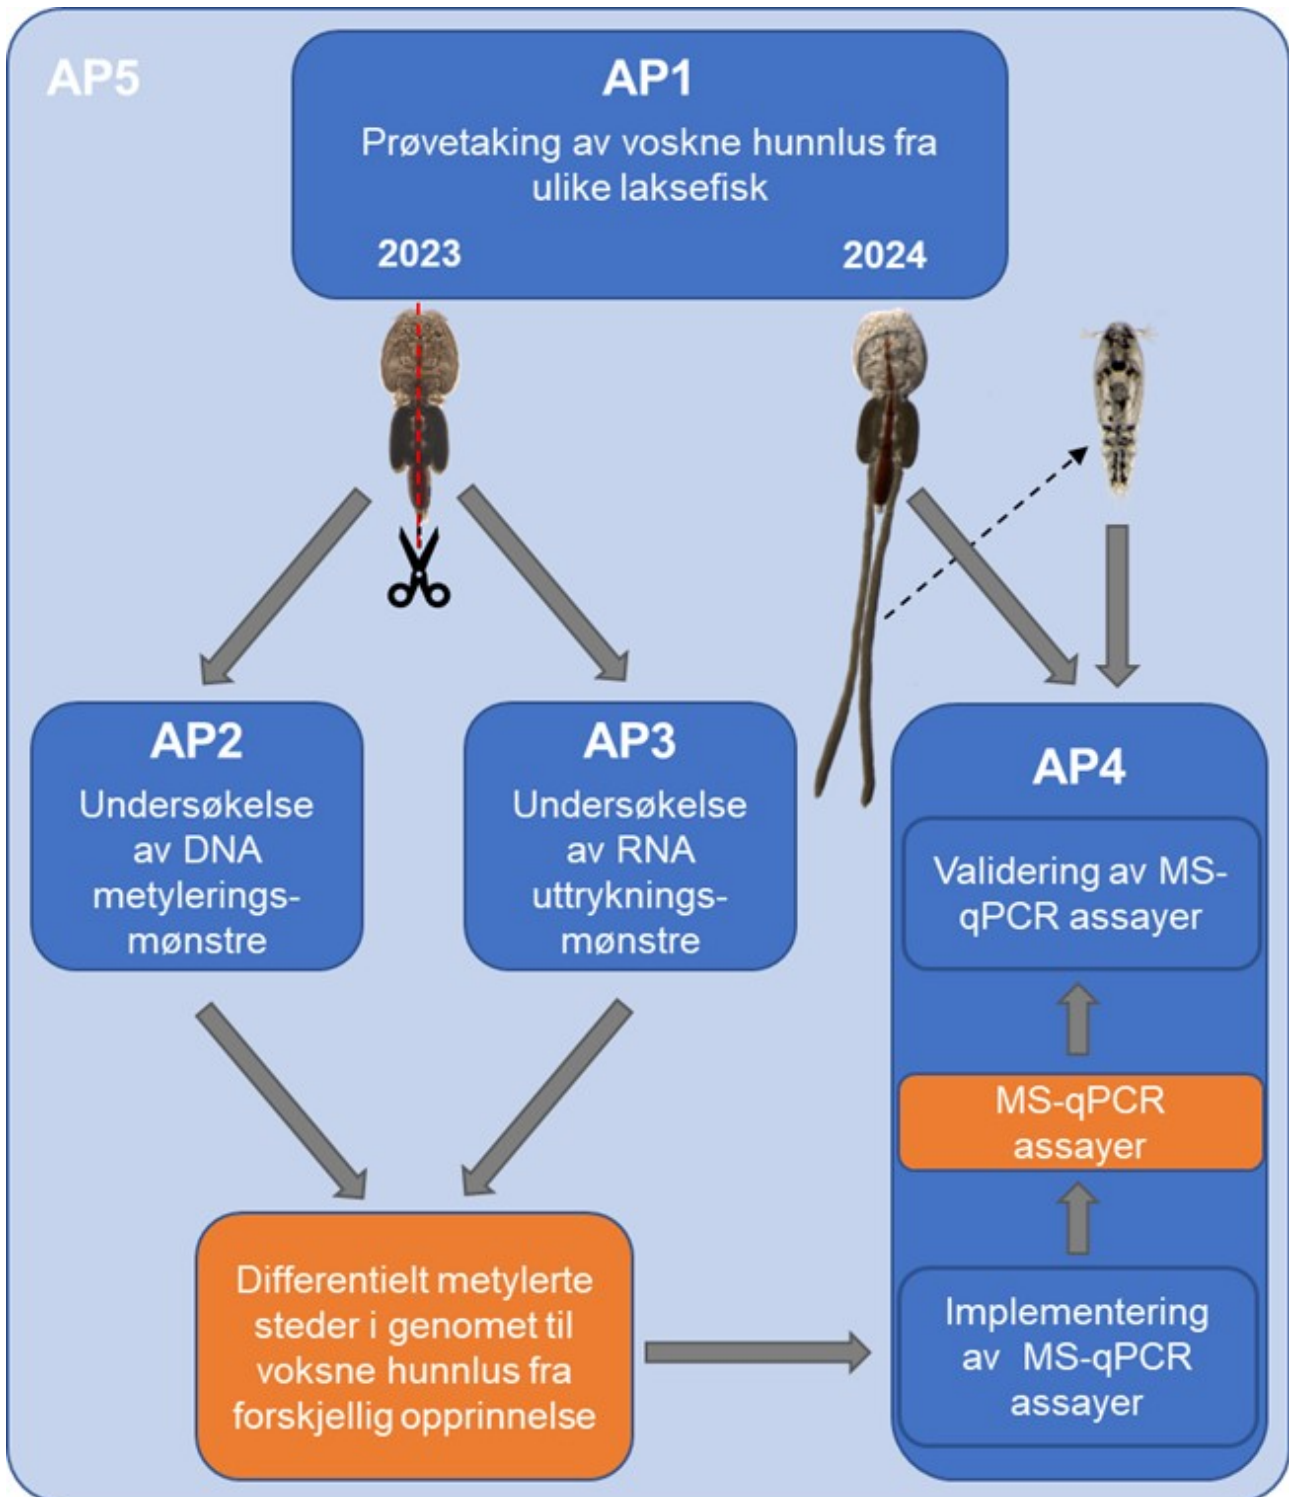 AP5
AP1
Prøvetaking av voskne hunnlus fra
ulike laksefisk
2023
2024
AP2
Undersøkelse
av DNA
metylerings-
mønstre
AP3
Undersøkelse
av RNA
uttryknings-
mønstre
AP4
Validering av MS-
qPCR assayer
MS-qPCR
assayer
Implementering
av MS-qPCR
assayer
Differentielt metylerte
steder i genomet til
voksne hunnlus fra
forskjellig opprinnelse